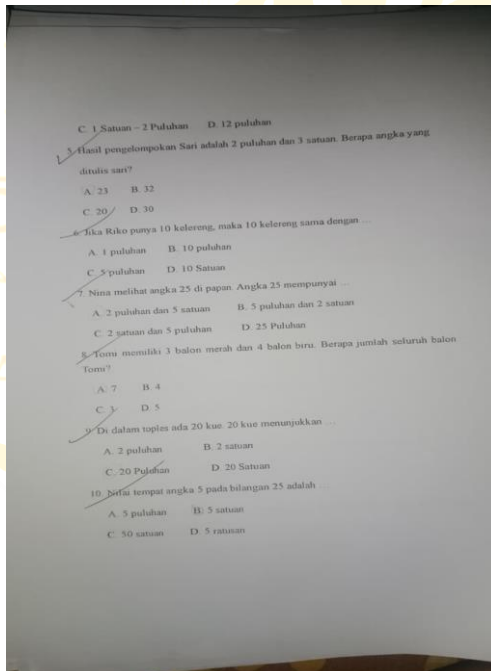 C. 1 Satuan – 2 Puluhan D. 12 puluhan
5. Hasil pengelompokan Sari adalah 2 puluhan dan 3 satuan. Berapa angka yang
ditulis sari?
A. 23 B. 32
C. 20 D. 30
6. Jika Riko punya 10 kelereng, maka 10 kelereng sama dengan ...
A. 1 puluhan B. 10 puluhan
C. 5 puluhan D. 10 Satuan
7. Nina melihat angka 25 di papan. Angka 25 mempunyai ...
A. 2 puluhan dan 5 satuan B. 5 puluhan dan 2 satuan
C. 2 satuan dan 5 puluhan D. 25 Puluhan
8. Tomi memiliki 3 balon merah dan 4 balon biru. Berapa jumlah seluruh balon
Tomi?
A. 7 B. 4
C. 1 D. 5
9. Di dalam toples ada 20 kue. 20 kue menunjukkan ...
A. 2 puluhan B. 2 satuan
C. 20 Puluhan D. 20 Satuan
10. Nilai tempat angka 5 pada bilangan 25 adalah ...
A. 5 puluhan B. 5 satuan
C. 50 satuan D. 5 ratusan